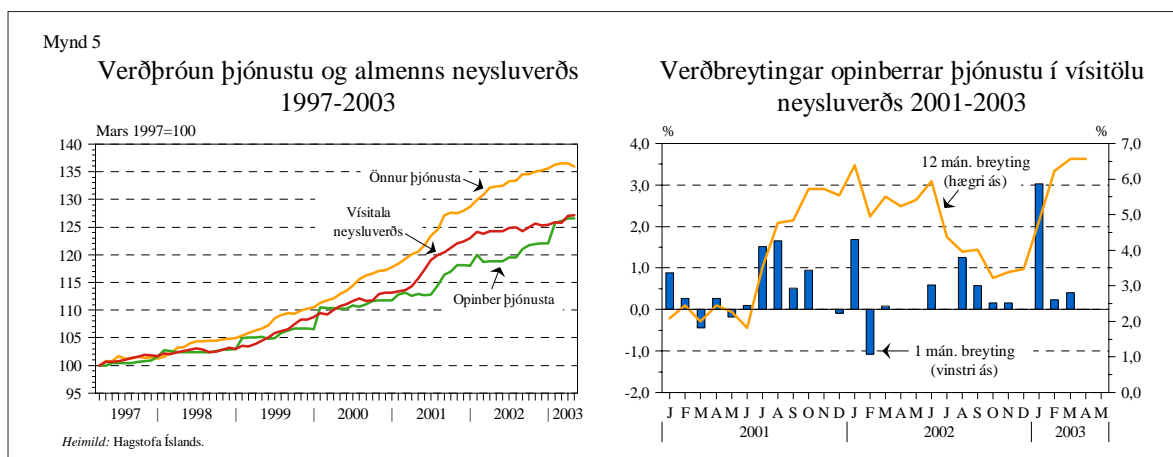 Mynd 5
Verðþróun þjónustu og almenns neysluverðs
1997-2003
Mars 1997=100
140
135
130
125
120
115
110
105
100
95
Önnur þjónusta
Vísitala
neysluverðs
Opinber þjónusta
1997 1998 1999 2000 2001 2002 2003
Heimild: Hagstofa Íslands.
Verðbreytingar opinberrar þjónustu í vísitölu
neysluverðs 2001-2003
% %
4,0
3,0
2,0
1,0
0,0
-1,0
-2,0
12 mán. breyting
(hægri ás)
1 mán. breyting
(vinstri ás)
7,0
6,0
5,0
4,0
3,0
2,0
1,0
0,0
J F M A M J J Á S O N D J F M A M J J Á S O N D J F M A M
2001 2002 2003